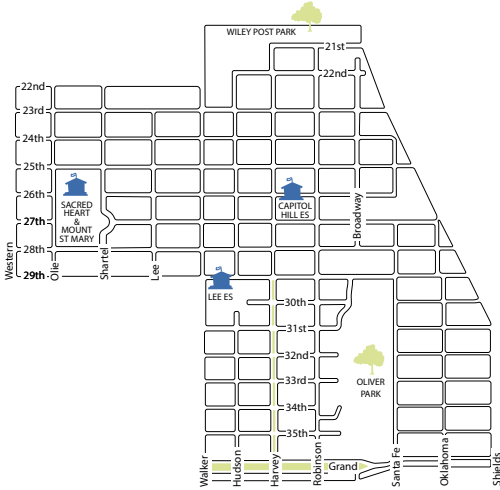 WILEY POST PARK
21st
22nd
22nd
23rd
24th
25th
26th
27th
28th
29th
SACRED
HEART
&
MOUNT
ST MARY
CAPITOL
HILL ES
Broadway
Western
Olie
Shartel
Lee
LEE ES
30th
31st
32nd
33rd
34th
35th
OLIVER
PARK
Grand
Walker
Hudson
Harvey
Robinson
Santa Fe
Oklahoma
Shields